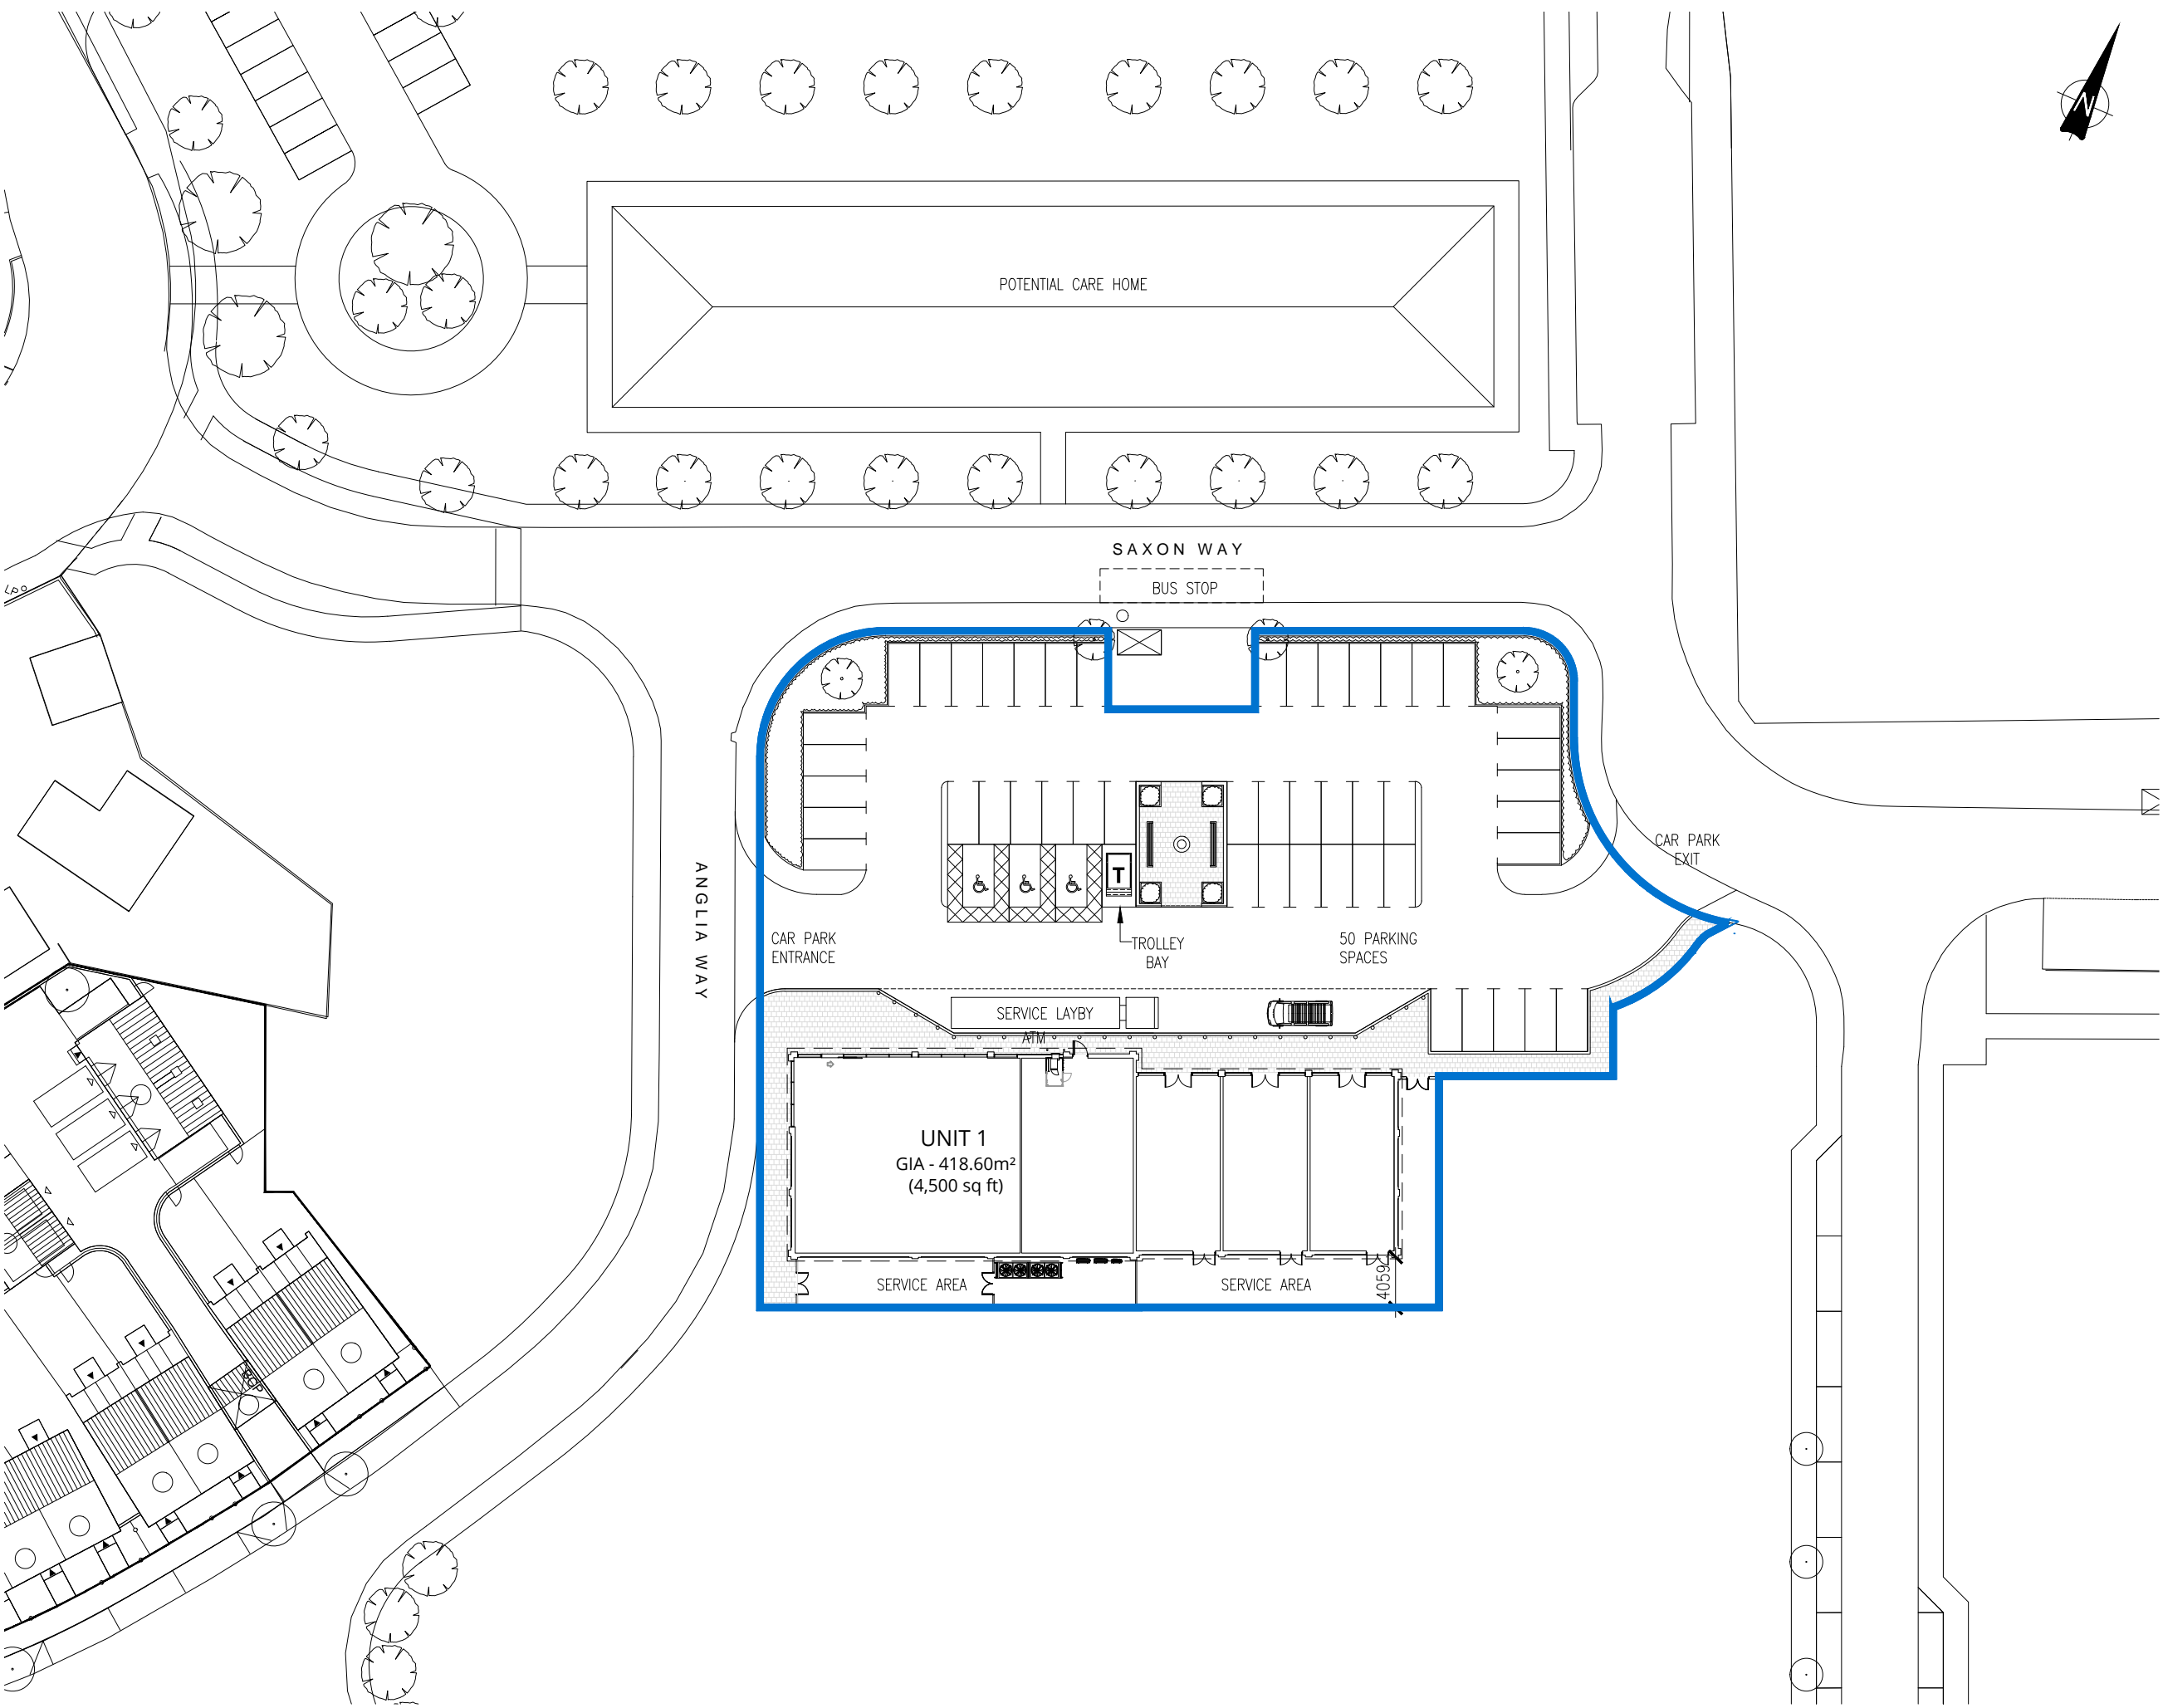 N
POTENTIAL CARE HOME
SAXON WAY
BUS STOP
LP
CAR PARK
EXIT
ANGLIA WAY
T
CAR PARK
ENTRANCE
TROLLEY
BAY
50 PARKING
SPACES
SERVICE LAYBY
ATM
UNIT 1
GIA - 418.60m²
(4,500 sq ft)
SERVICE AREA
SERVICE AREA
4059